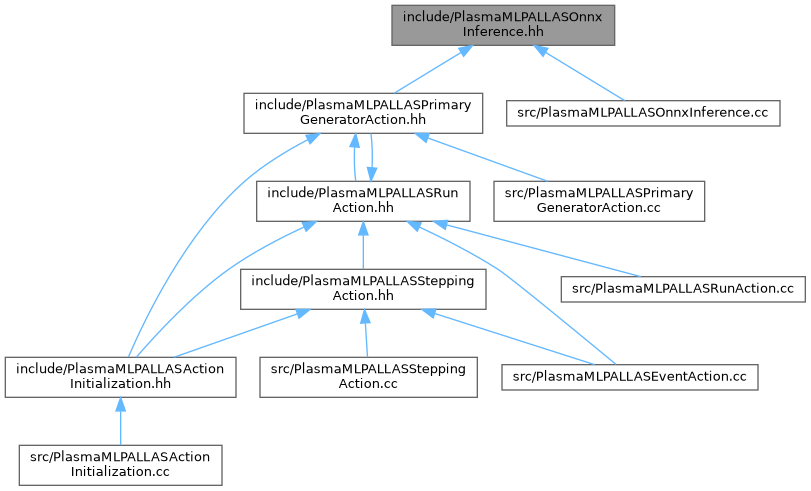 include/PlasmaMLPALLASOnnx
Inference.hh
include/PlasmaMLPALLASPrimary
GeneratorAction.hh
src/PlasmaMLPALLASOnnxInference.cc
include/PlasmaMLPALLASRun
Action.hh
src/PlasmaMLPALLASPrimary
GeneratorAction.cc
include/PlasmaMLPALLASStepping
Action.hh
src/PlasmaMLPALLASRunAction.cc
include/PlasmaMLPALLASAction
Initialization.hh
src/PlasmaMLPALLASStepping
Action.cc
src/PlasmaMLPALLASEventAction.cc
src/PlasmaMLPALLASAction
Initialization.cc